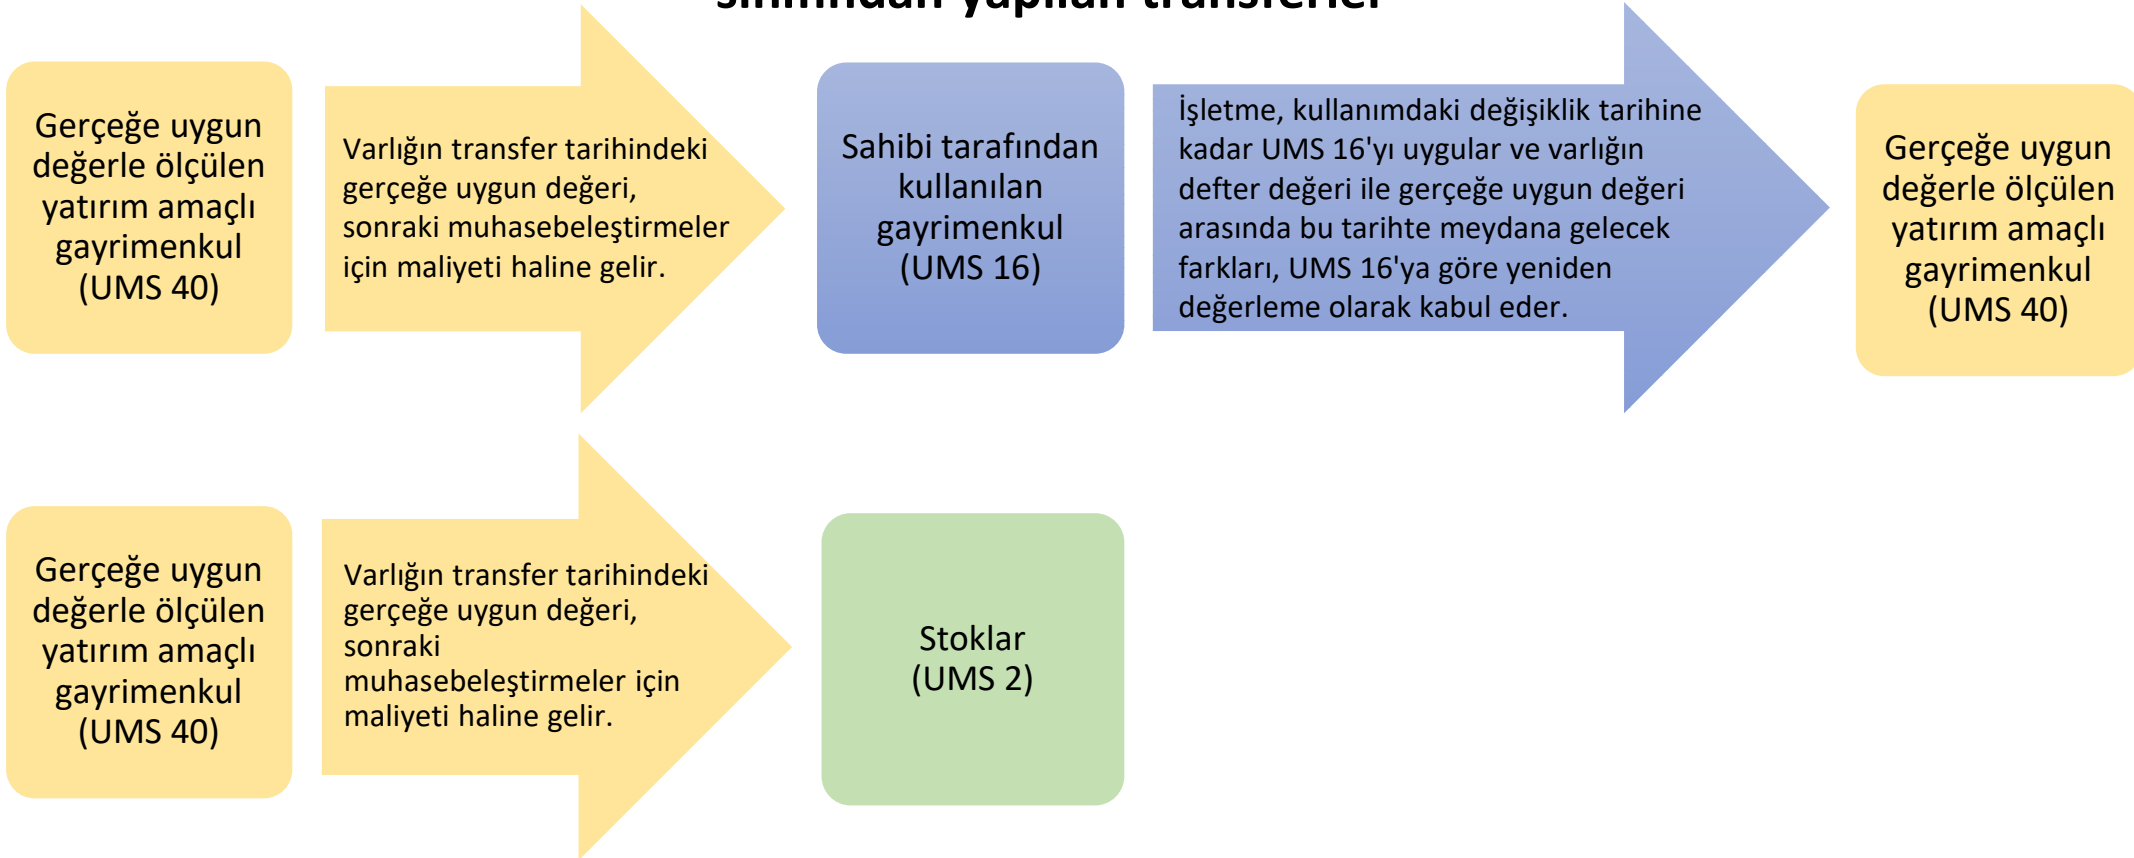 sınıfından yapılan transferler
Gerçeğe uygun
değerle ölçülen
yatırım amaçlı
gayrimenkul
(UMS 40)
Varlığın transfer tarihindeki
gerçeğe uygun değeri,
sonraki muhasebeleştirmeler
için maliyeti haline gelir.
Sahibi tarafından
kullanılan
gayrimenkul
(UMS 16)
İşletme, kullanımdaki değişiklik tarihine
kadar UMS 16'yı uygular ve varlığın
defter değeri ile gerçeğe uygun değeri
arasında bu tarihte meydana gelecek
farkları, UMS 16'ya göre yeniden
değerleme olarak kabul eder.
Gerçeğe uygun
değerle ölçülen
yatırım amaçlı
gayrimenkul
(UMS 40)
Gerçeğe uygun
değerle ölçülen
yatırım amaçlı
gayrimenkul
(UMS 40)
Varlığın transfer tarihindeki
gerçeğe uygun değeri,
sonraki
muhasebeleştirmeler için
maliyeti haline gelir.
Stoklar
(UMS 2)